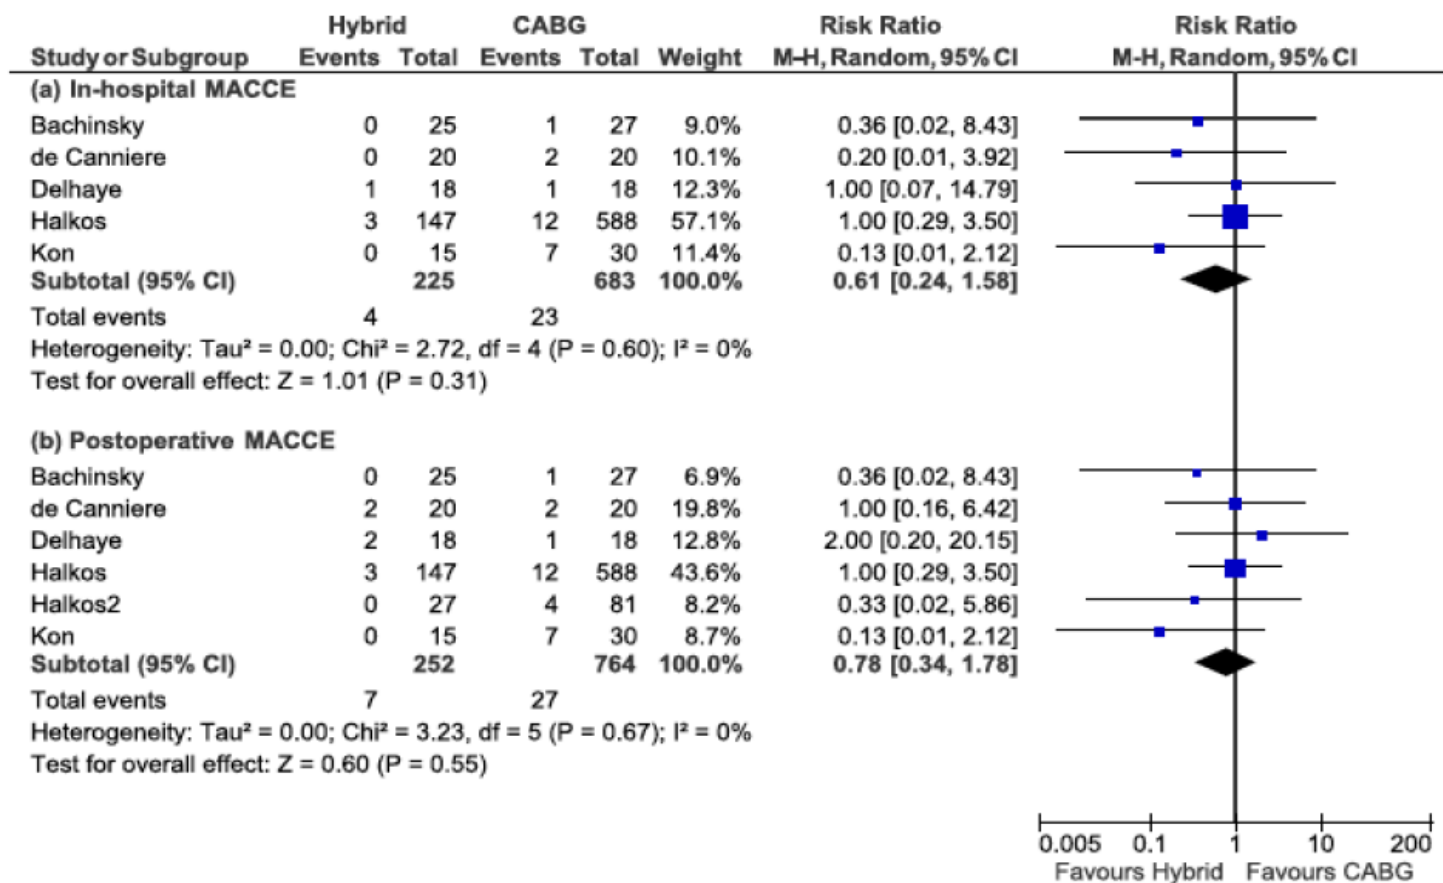 Hybrid CABG Risk Ratio Risk Ratio
Study or Subgroup Events Total Events Total Weight M-H, Random, 95% CI M-H, Random, 95% CI
(a) In-hospital MACCE
Bachinsky 0 25 1 27 9.0% 0.36 [0.02, 8.43]
de Canniere 0 20 2 20 10.1% 0.20 [0.01, 3.92]
Delhaye 1 18 1 18 12.3% 1.00 [0.07, 14.79]
Halkos 3 147 12 588 57.1% 1.00 [0.29, 3.50]
Kon 0 15 7 30 11.4% 0.13 [0.01, 2.12]
Subtotal (95% CI) 225 683 100.0% 0.61 [0.24, 1.58]
Total events 4 23
Heterogeneity: Tau² = 0.00; Chi² = 2.72, df = 4 (P = 0.60); I² = 0%
Test for overall effect: Z = 1.01 (P = 0.31)
(b) Postoperative MACCE
Bachinsky 0 25 1 27 6.9% 0.36 [0.02, 8.43]
de Canniere 2 20 2 20 19.8% 1.00 [0.16, 6.42]
Delhaye 2 18 1 18 12.8% 2.00 [0.20, 20.15]
Halkos 3 147 12 588 43.6% 1.00 [0.29, 3.50]
Halkos2 0 27 4 81 8.2% 0.33 [0.02, 5.86]
Kon 0 15 7 30 8.7% 0.13 [0.01, 2.12]
Subtotal (95% CI) 252 764 100.0% 0.78 [0.34, 1.78]
Total events 7 27
Heterogeneity: Tau² = 0.00; Chi² = 3.23, df = 5 (P = 0.67); I² = 0%
Test for overall effect: Z = 0.60 (P = 0.55)
0.005 0.1 1 10 200
Favours Hybrid Favours CABG